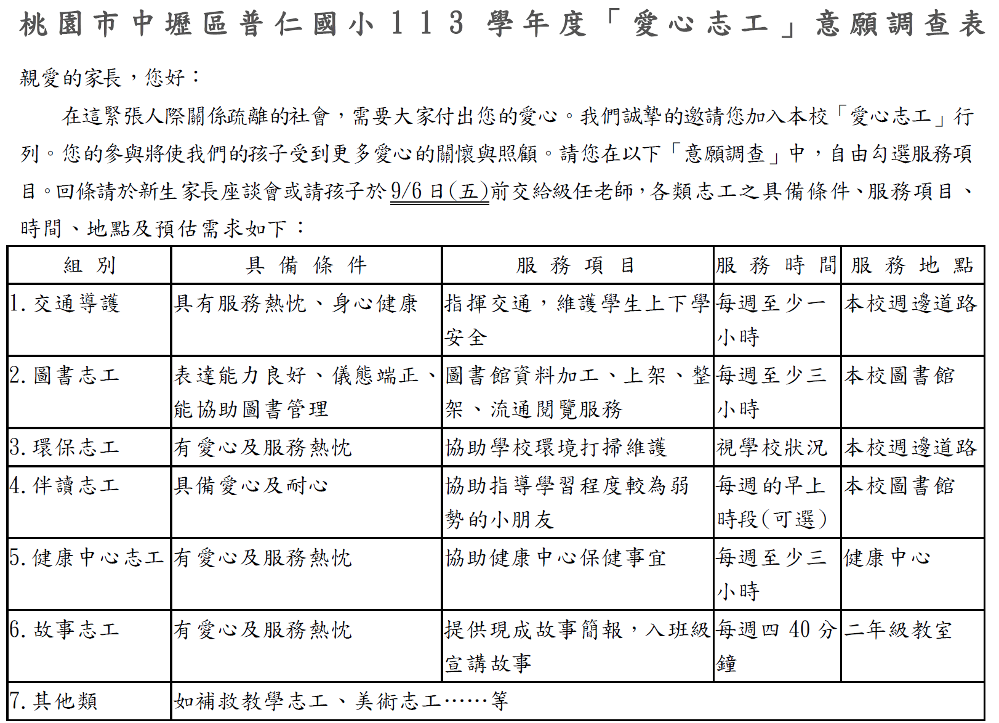 桃園市中壢區普仁國小113 學年度「愛心志工」意願調查表
親愛的家長，您好：
在這緊張人際關係疏離的社會，需要大家付出您的愛心。我們誠摯的邀請您加入本校「愛心志工」行
列。您的參與將使我們的孩子受到更多愛心的關懷與照顧。請您在以下「意願調查」中，自由勾選服務項
目。回條請於新生家長座談會或請孩子於 9/6 日(五)前交給級任老師，各類志工之具備條件、服務項目、
時間、地點及預估需求如下：
組別 具備條件 服務項目 服務時間 服務地點
1.交通導護 具有服務熱忱、身心健康 指揮交通，維護學生上下學 每週至少一 本校週邊道路
安全 小時
2.圖書志工 表達能力良好、儀態端正、 圖書館資料加工、上架、整 每週至少三 本校圖書館
能協助圖書管理 架、流通閱覽服務 小時
3.環保志工 有愛心及服務熱忱 協助學校環境打掃維護 視學校狀況 本校週邊道路
4.伴讀志工 具備愛心及耐心 協助指導學習程度較為弱 每週的早上 本校圖書館
勢的小朋友 時段(可選)
5.健康中心志工 有愛心及服務熱忱 協助健康中心保健事宜 每週至少三 健康中心
小時
6.故事志工 有愛心及服務熱忱 提供現成故事簡報，入班級 每週四 40 分 二年級教室
宣講故事 鐘
7.其他類 如補救教學志工、美術志工……等